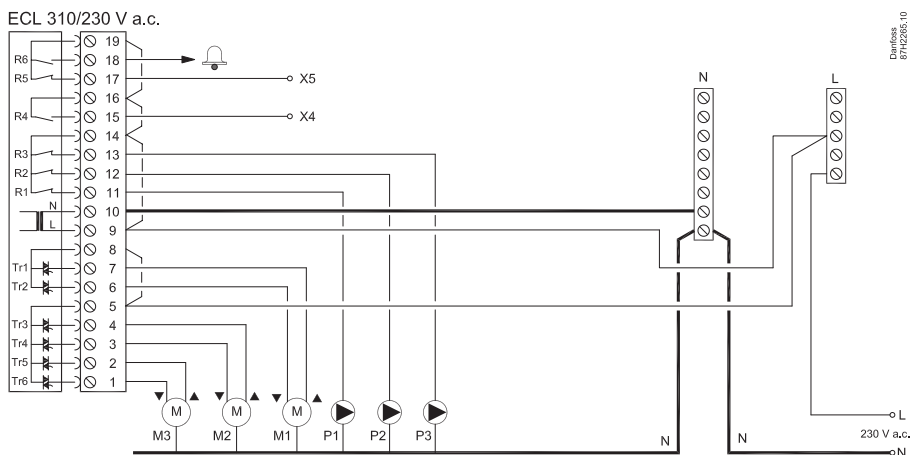 ECL 310/230 V a.c.
Danfoss
87H2265.10
19
R6 18
R5 17 X5
16
R4 15 X4
14
R3 13
R2 12
R1 11
N 10
L 9
8
Tr1 7
Tr2 6
5
Tr3 4
Tr4 3
Tr5 2
Tr6 1
N L
M M M
M3 M2 M1 P1 P2 P3
N N
L
230 V a.c.
N